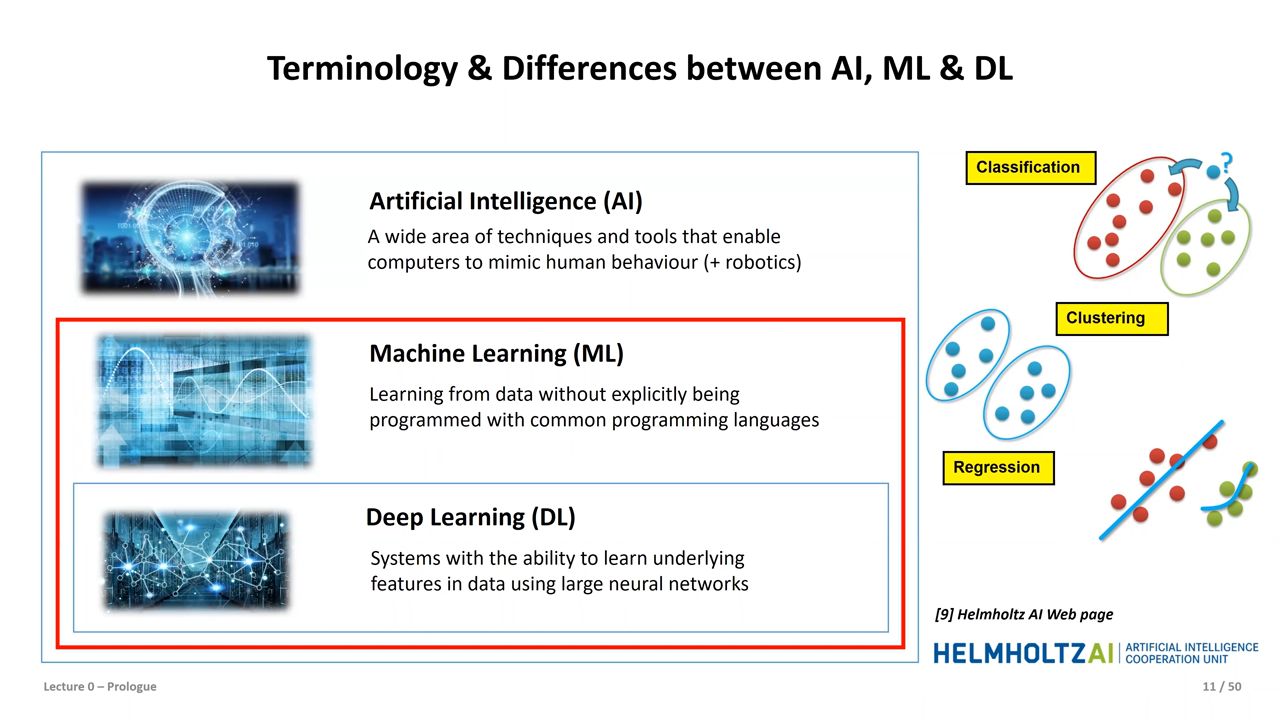 Terminology & Differences between AI, ML & DL
Artificial Intelligence (AI)
A wide area of techniques and tools that enable
computers to mimic human behaviour (+ robotics)
Machine Learning (ML)
Learning from data without explicitly being
programmed with common programming languages
Deep Learning (DL)
Systems with the ability to learn underlying
features in data using large neural networks
Classification
?
Clustering
Regression
[9] Helmholtz AI Web page
HELMHOLTZAI
ARTIFICIAL INTELLIGENCE
COOPERATION UNIT
Lecture 0 – Prologue
11 / 50